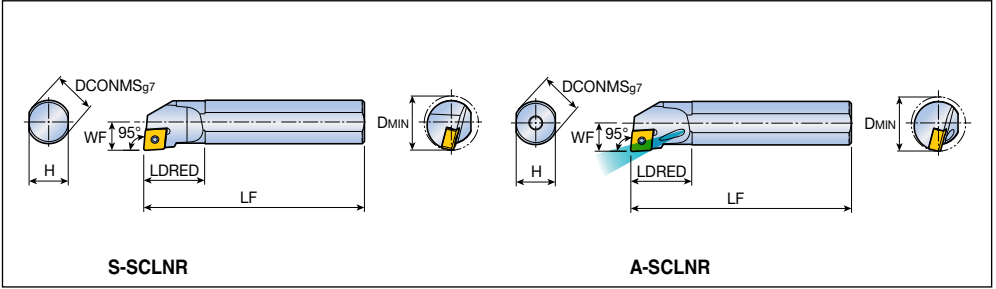 DCONMSg7
WF
95°
H
LDRED
LF
DMIN
S-SCLNR
DCONMSg7
WF
95°
H
LDRED
LF
DMIN
A-SCLNR